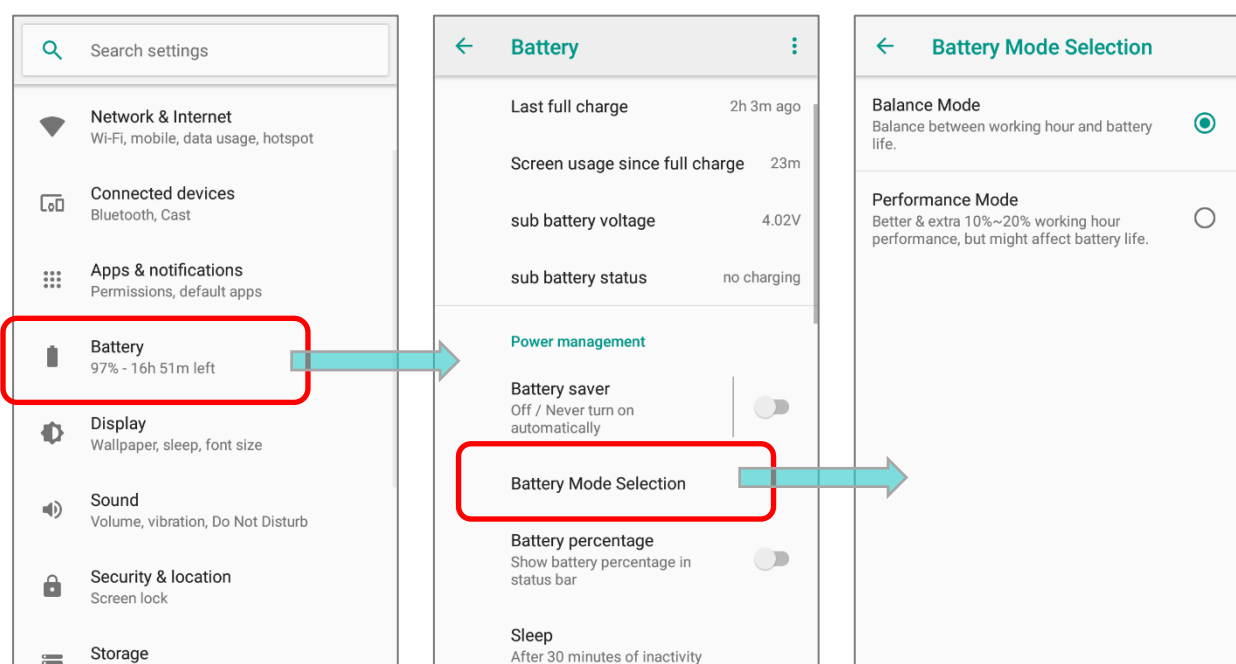 Search settings
Network & Internet
Wi-Fi, mobile, data usage, hotspot
Connected devices
Bluetooth, Cast
Apps & notifications
Permissions, default apps
Battery
97% - 16h 51m left
Display
Wallpaper, sleep, font size
Sound
Volume, vibration, Do Not Disturb
Security & location
Screen lock
Storage
Battery
Last full charge 2h 3m ago
Screen usage since full charge 23m
sub battery voltage 4.02V
sub battery status no charging
Power management
Battery saver
Off / Never turn on
automatically
Battery Mode Selection
Battery percentage
Show battery percentage in
status bar
Sleep
After 30 minutes of inactivity
Battery Mode Selection
Balance Mode
Balance between working hour and battery
life.
Performance Mode
Better & extra 10%~20% working hour
performance, but might affect battery life.